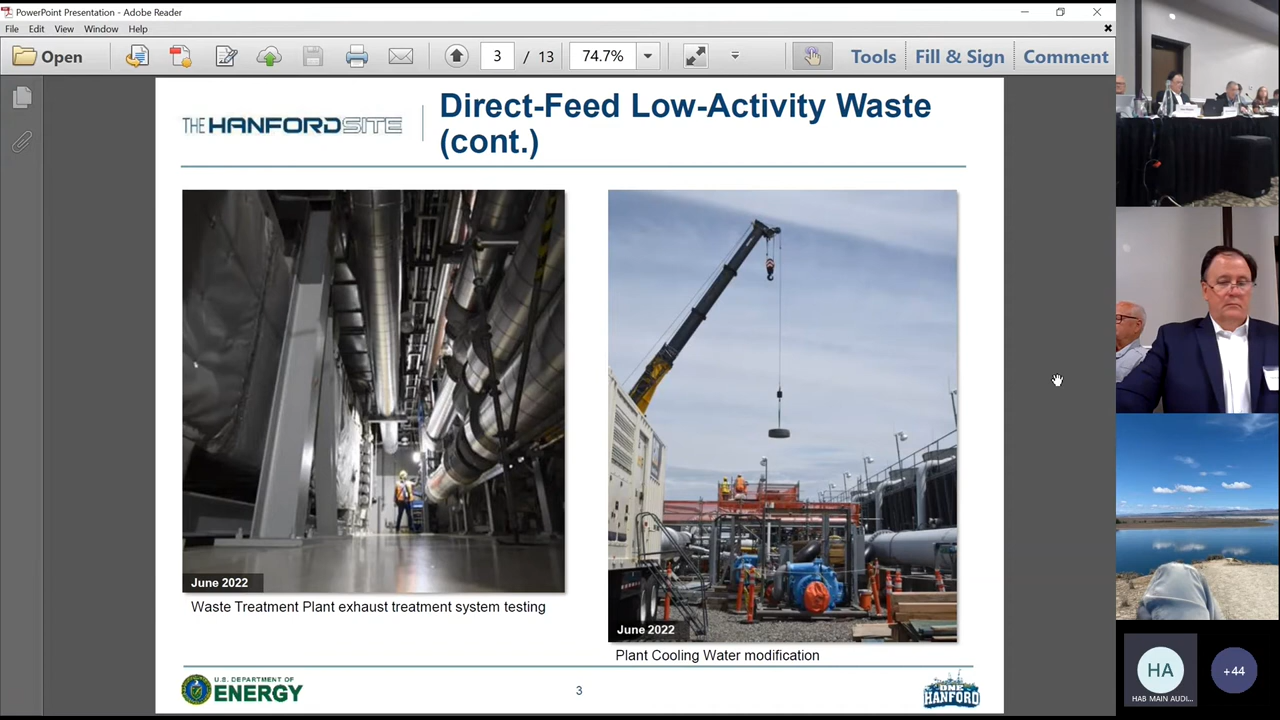 PowerPoint Presentation - Adobe Reader
File Edit View Window Help
Open
3 / 13
74.7%
Tools
Fill & Sign
Comment
THE HANFORD SITE
Direct-Feed Low-Activity Waste
(cont.)
June 2022
Waste Treatment Plant exhaust treatment system testing
June 2022
Plant Cooling Water modification
U.S. DEPARTMENT OF
ENERGY
3
ONE
HANFORD
HA
HAB MAIN AUDI...
+44